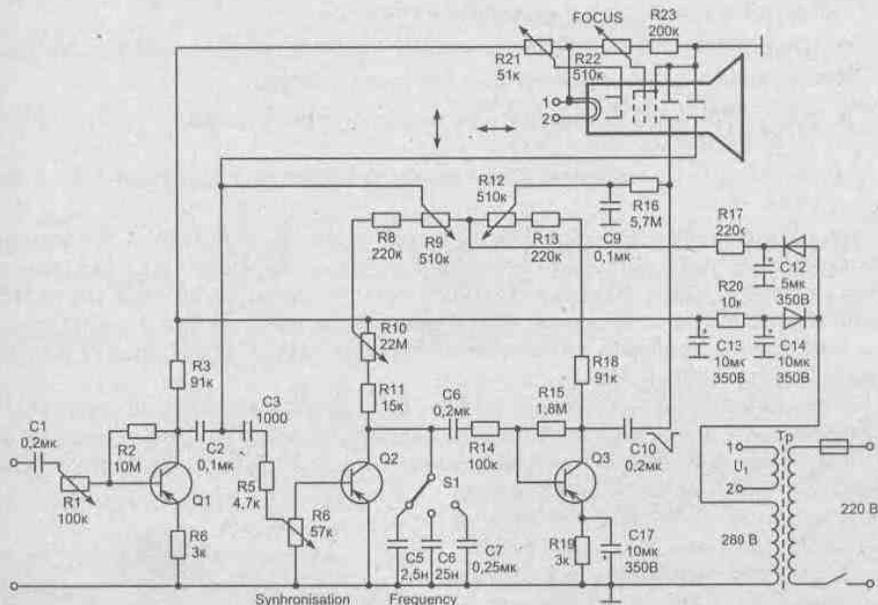 FOCUS
R23
200к
R21
51к
R22
510к
1
2
R12
510к
R16
5,7М
R8
220к
R9
510к
R13
220к
C9
0,1мк
R17
220к
C12
5мк
350В
R20
10к
R10
22М
C13
10мк
350В
C14
10мк
350В
R3
91к
R18
91к
R11
15к
C3
1000
C6
0,2мк
R15
1,8М
C1
0,2мк
R2
10М
C2
0,1мк
R14
100к
C10
0,2мк
Тр
1
U1
2
R1
100к
Q1
R5
4,7к
Q2
S1
Q3
220 В
R6
57к
R6
3к
C5
2,5н
C6
25н
C7
0,25мк
R19
3к
C17
10мк
350В
280 В
Synhronisation
Frequency